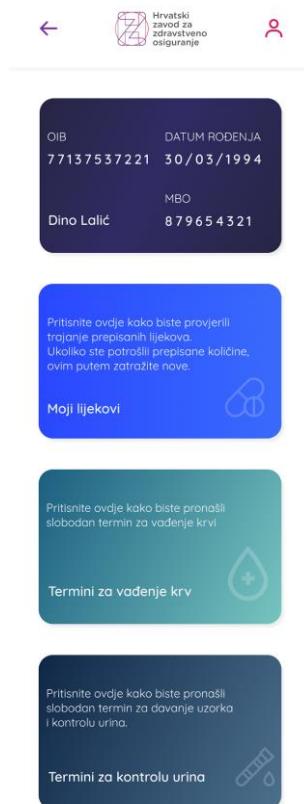 Hrvatski
zavod za
zdravstveno
osiguranje
OIB
77137537221
DATUM ROĐENJA
30/03/1994
MBO
Dino Lalić
879654321
Pritisnite ovdje kako biste provjerili
trajanje prepisanih lijekova.
Ukoliko ste potrošlii prepisane količine,
ovim putem zatražite nove.
Moji lijekovi
Pritisnite ovdje kako biste pronašli
slobodan termin za vađenje krvi
Termini za vađenje krv
Pritisnite ovdje kako biste pronašli
slobodan termin za davanje uzorka
i kontrolu urina.
Termini za kontrolu urina